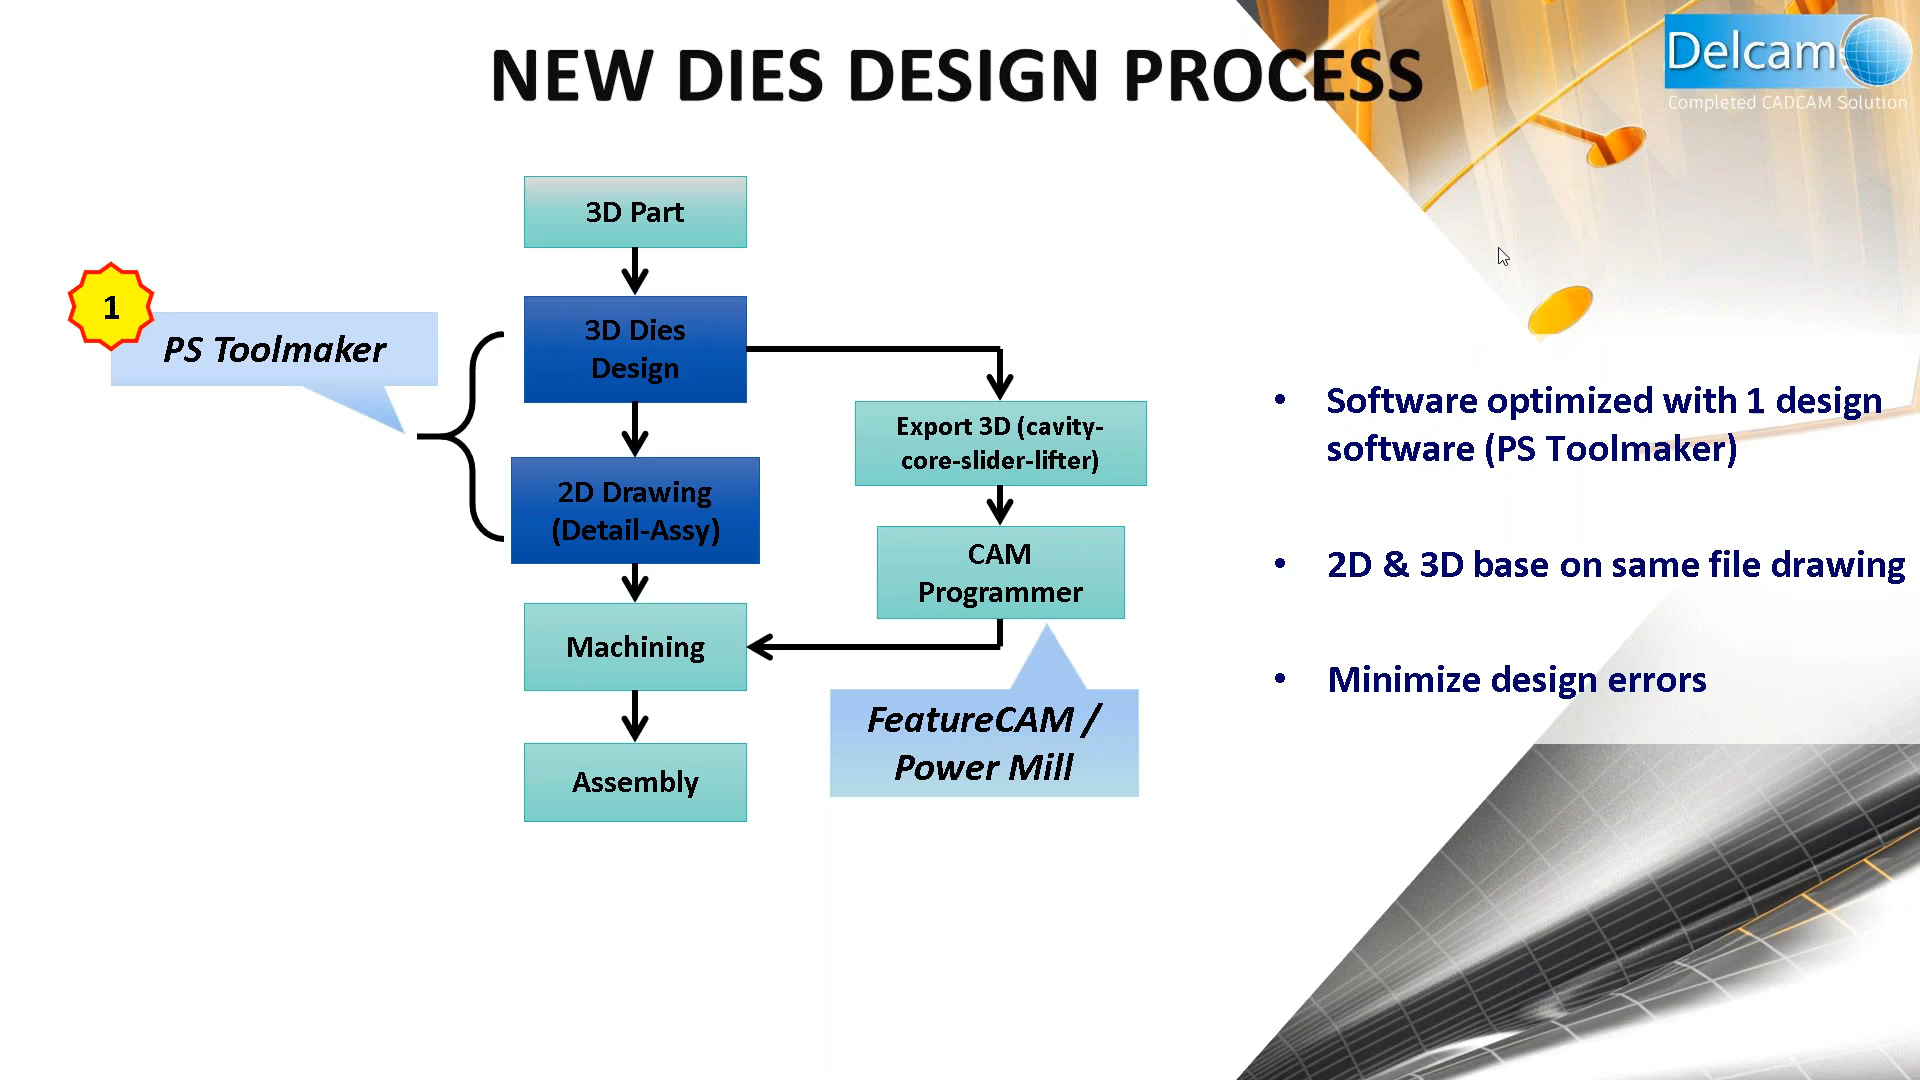 NEW DIES DESIGN PROCESS
Delcam
Completed CADCAM Solution
3D Part
1
PS Toolmaker
3D Dies
Design
2D Drawing
(Detail-Assy)
Machining
Assembly
Export 3D (cavity-
core-slider-lifter)
CAM
Programmer
FeatureCAM /
Power Mill
• Software optimized with 1 design
software (PS Toolmaker)
• 2D & 3D base on same file drawing
• Minimize design errors